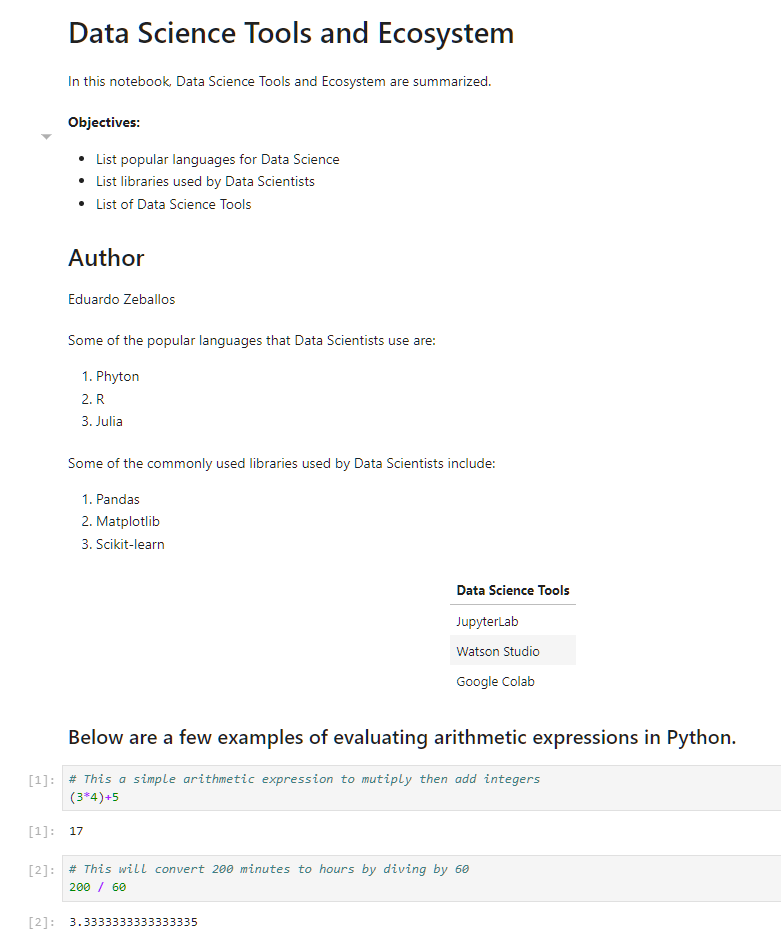 Data Science Tools and Ecosystem
In this notebook, Data Science Tools and Ecosystem are summarized.
Objectives:
• List popular languages for Data Science
• List libraries used by Data Scientists
• List of Data Science Tools
Author
Eduardo Zeballos
Some of the popular languages that Data Scientists use are:
1. Phyton
2. R
3. Julia
Some of the commonly used libraries used by Data Scientists include:
1. Pandas
2. Matplotlib
3. Scikit-learn
Data Science Tools
JupyterLab
Watson Studio
Google Colab
Below are a few examples of evaluating arithmetic expressions in Python.
[1]: # This a simple arithmetic expression to mutiply then add integers
(3*4)+5
[1]: 17
[2]: # This will convert 200 minutes to hours by diving by 60
200 / 60
[2]: 3.3333333333333335